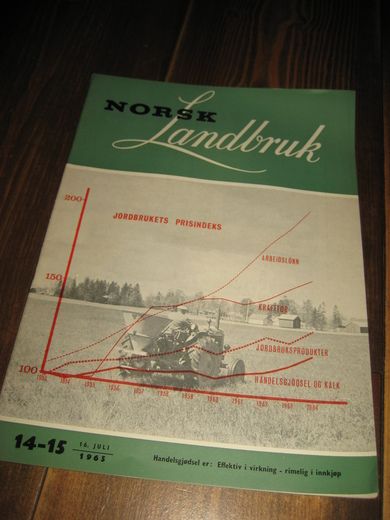 NORSK
Landbruk
200
JORDBRUKETS PRISINDEKS
ARBEIDSLØNN
150
KRAFTFOR
JORDBRUKSPRODUKTER
HANDELSGJØDSEL OG KALK
100
14-15
16. JULI
1965
Handelsgjødsel er: Effektiv i virkning - rimelig i innkjøp